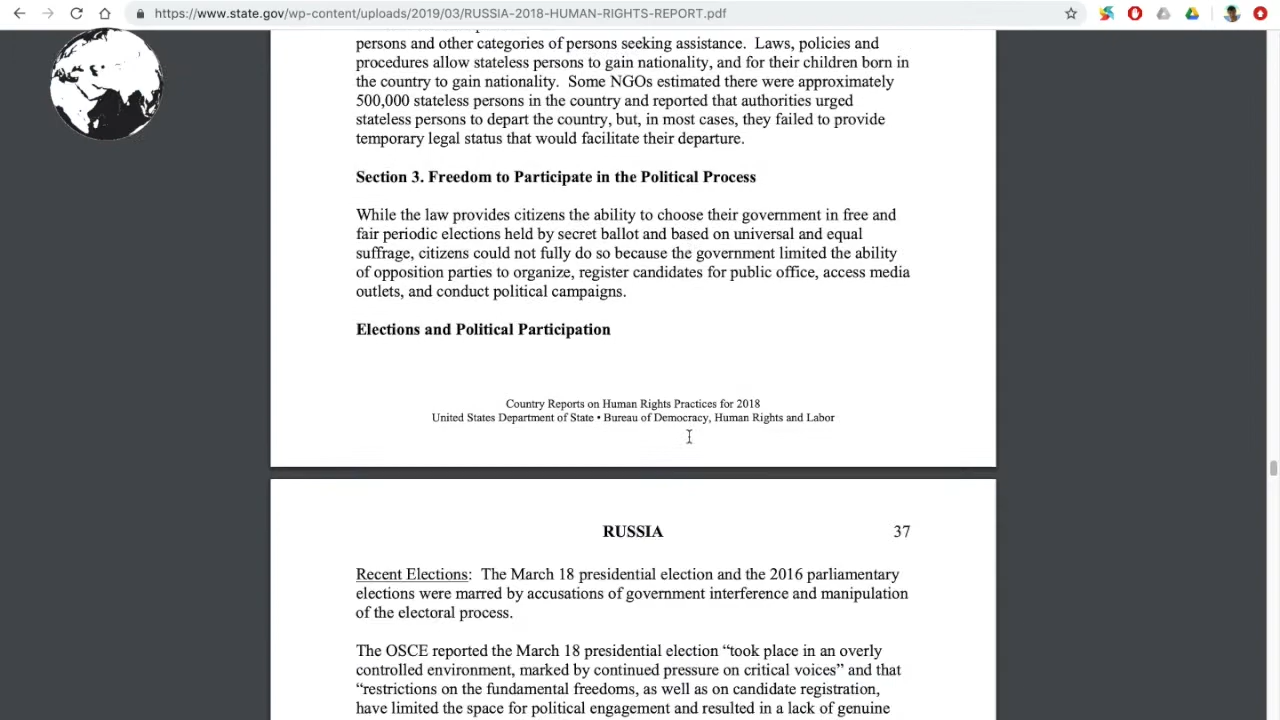 https://www.state.gov/wp-content/uploads/2019/03/RUSSIA-2018-HUMAN-RIGHTS-REPORT.pdf
persons and other categories of persons seeking assistance. Laws, policies and
procedures allow stateless persons to gain nationality, and for their children born in
the country to gain nationality. Some NGOs estimated there were approximately
500,000 stateless persons in the country and reported that authorities urged
stateless persons to depart the country, but, in most cases, they failed to provide
temporary legal status that would facilitate their departure.
Section 3. Freedom to Participate in the Political Process
While the law provides citizens the ability to choose their government in free and
fair periodic elections held by secret ballot and based on universal and equal
suffrage, citizens could not fully do so because the government limited the ability
of opposition parties to organize, register candidates for public office, access media
outlets, and conduct political campaigns.
Elections and Political Participation
Country Reports on Human Rights Practices for 2018
United States Department of State • Bureau of Democracy, Human Rights and Labor
RUSSIA 37
Recent Elections: The March 18 presidential election and the 2016 parliamentary
elections were marred by accusations of government interference and manipulation
of the electoral process.
The OSCE reported the March 18 presidential election “took place in an overly
controlled environment, marked by continued pressure on critical voices” and that
“restrictions on the fundamental freedoms, as well as on candidate registration,
have limited the space for political engagement and resulted in a lack of genuine